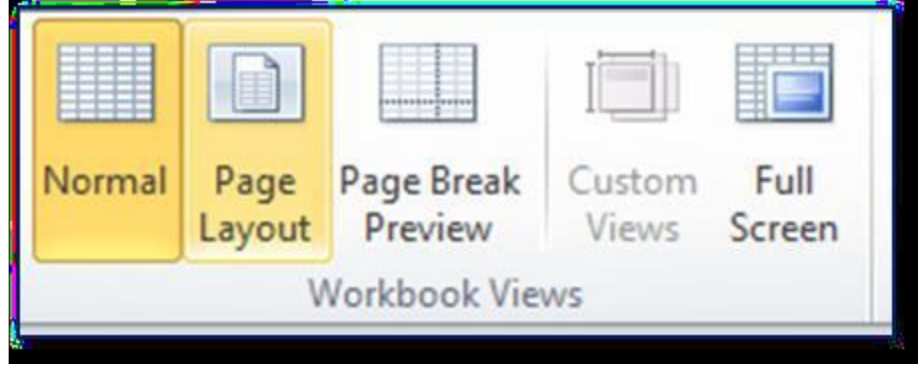 Normal
Page
Layout
Page Break
Preview
Custom
Views
Full
Screen
Workbook Views